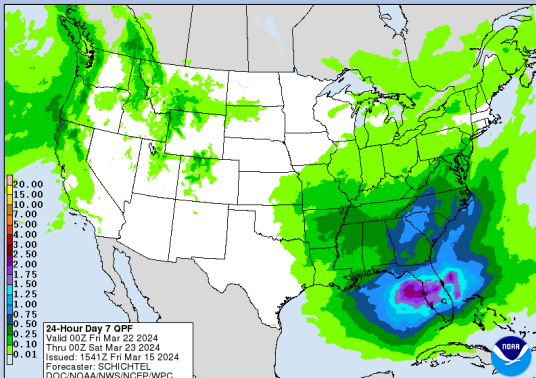 20.00
15.00
10.00
7.00
5.00
4.00
3.00
2.50
2.00
1.75
1.50
1.25
1.00
0.75
0.50
0.25
0.10
0.01
24-Hour Day 7 QPF
Valid 00Z Fri Mar 22 2024
Thru 00Z Sat Mar 23 2024
Issued: 1541Z Fri Mar 15 2024
Forecaster: SCHICHTEL
DOC/NOAA/NWS/NCEP/WPC
NOAA